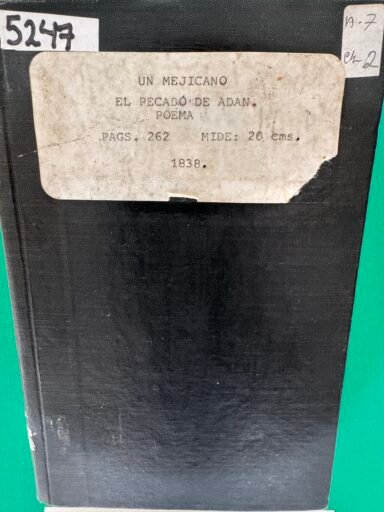 5247
n-7
ch-2
UN MEJICANO
EL PECADO DE ADAN.
POEMA
PAGS. 262 MIDE: 20 cms.
1838.